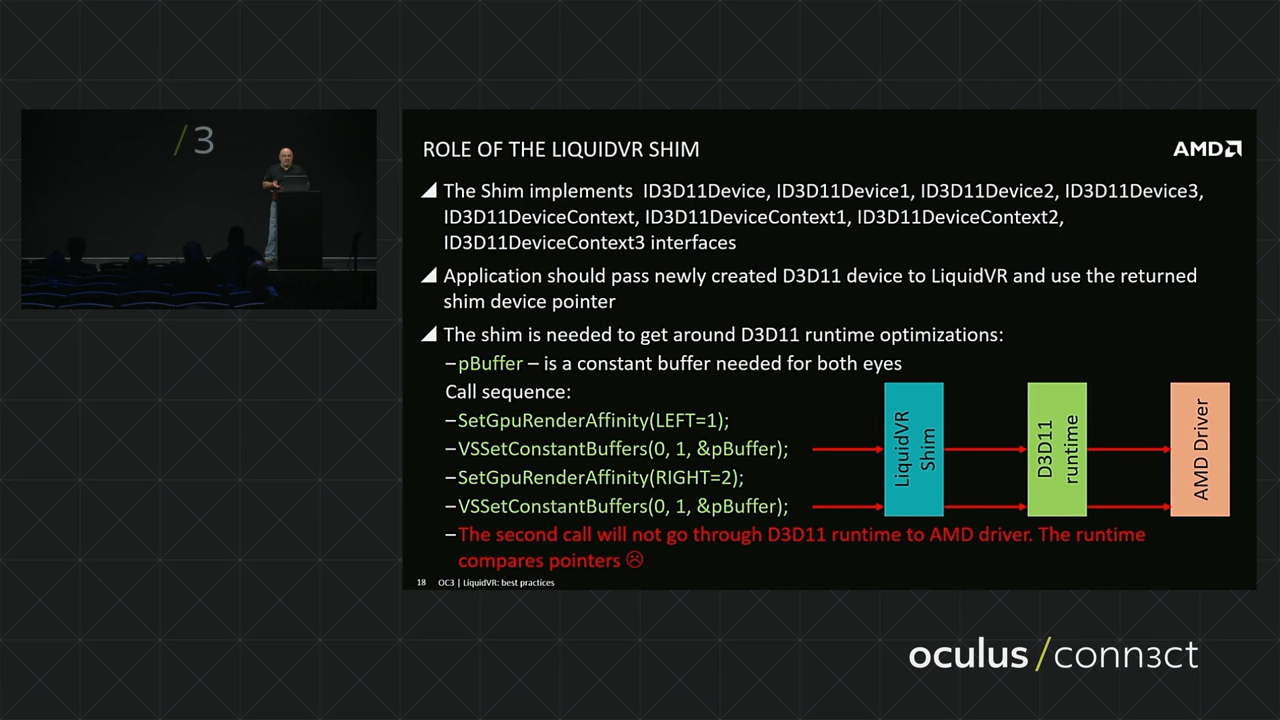 /3
ROLE OF THE LIQUIDVR SHIM
AMD
The Shim implements ID3D11Device, ID3D11Device1, ID3D11Device2, ID3D11Device3,
ID3D11DeviceContext, ID3D11DeviceContext1, ID3D11DeviceContext2,
ID3D11DeviceContext3 interfaces
Application should pass newly created D3D11 device to LiquidVR and use the returned
shim device pointer
The shim is needed to get around D3D11 runtime optimizations:
–pBuffer – is a constant buffer needed for both eyes
Call sequence:
–SetGpuRenderAffinity(LEFT=1);
–VSSetConstantBuffers(0, 1, &pBuffer);
–SetGpuRenderAffinity(RIGHT=2);
–VSSetConstantBuffers(0, 1, &pBuffer);
LiquidVR
Shim
D3D11
runtime
AMD Driver
–The second call will not go through D3D11 runtime to AMD driver. The runtime
compares pointers ☹
18 OC3 | LiquidVR: best practices
oculus /conn3ct